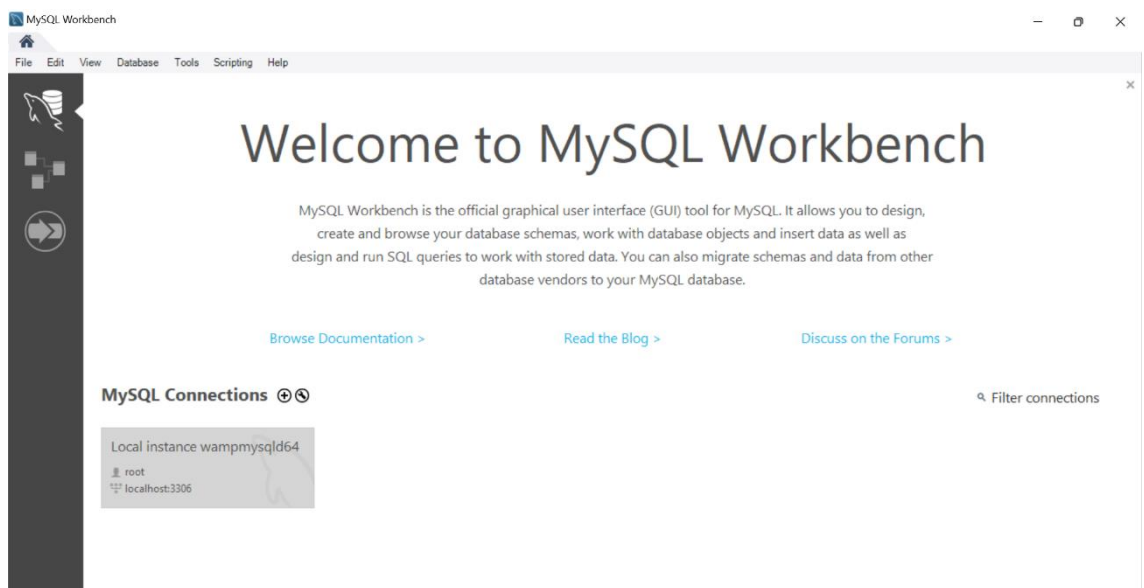 MySQL Workbench
File Edit View Database Tools Scripting Help
Welcome to MySQL Workbench
MySQL Workbench is the official graphical user interface (GUI) tool for MySQL. It allows you to design,
create and browse your database schemas, work with database objects and insert data as well as
design and run SQL queries to work with stored data. You can also migrate schemas and data from other
database vendors to your MySQL database.
Browse Documentation > Read the Blog > Discuss on the Forums >
MySQL Connections Filter connections
Local instance wampmysqld64
root
localhost:3306